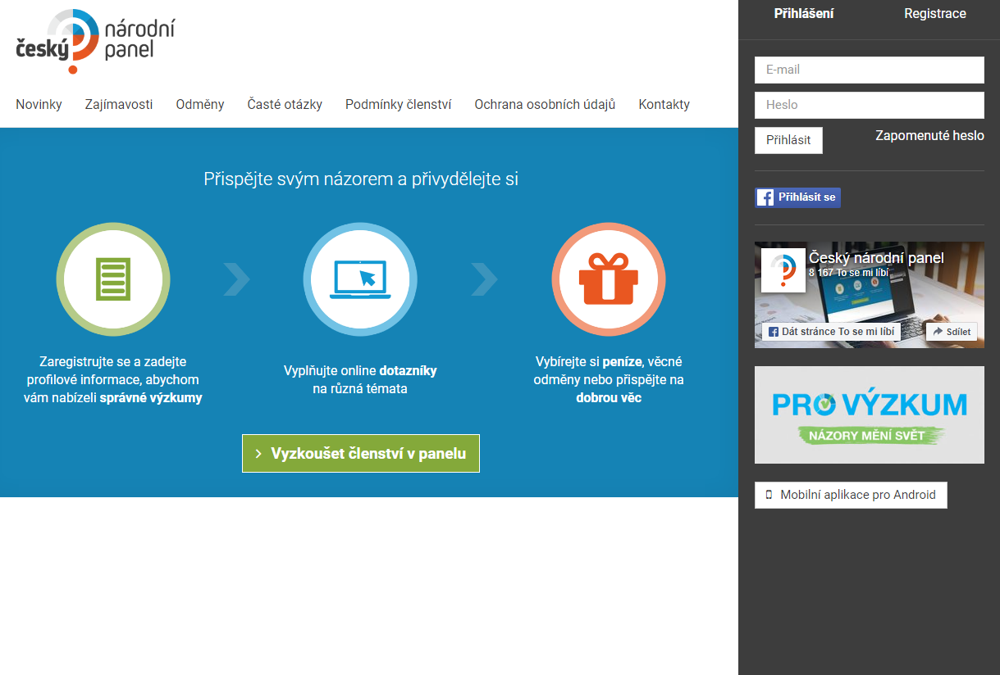 český
národní
panel
Novinky Zajímavosti Odměny Časté otázky Podmínky členství Ochrana osobních údajů Kontakty
Přispějte svým názorem a přivydělejte si
Zaregistrujte se a zadejte
profilové informace, abychom
vám nabízeli správné výzkumy
Vyplňujte online dotazníky
na různá témata
Vybírejte si peníze, věcné
odměny nebo přispějte na
dobrou věc
Vyzkoušet členství v panelu
Přihlášení Registrace
E-mail
Heslo
Přihlásit Zapomenuté heslo
Přihlásit se
Český národní panel
8 167 To se mi líbí
Dát stránce To se mi líbí Sdílet
PRO VÝZKUM
NÁZORY MĚNÍ SVĚT
Mobilní aplikace pro Android